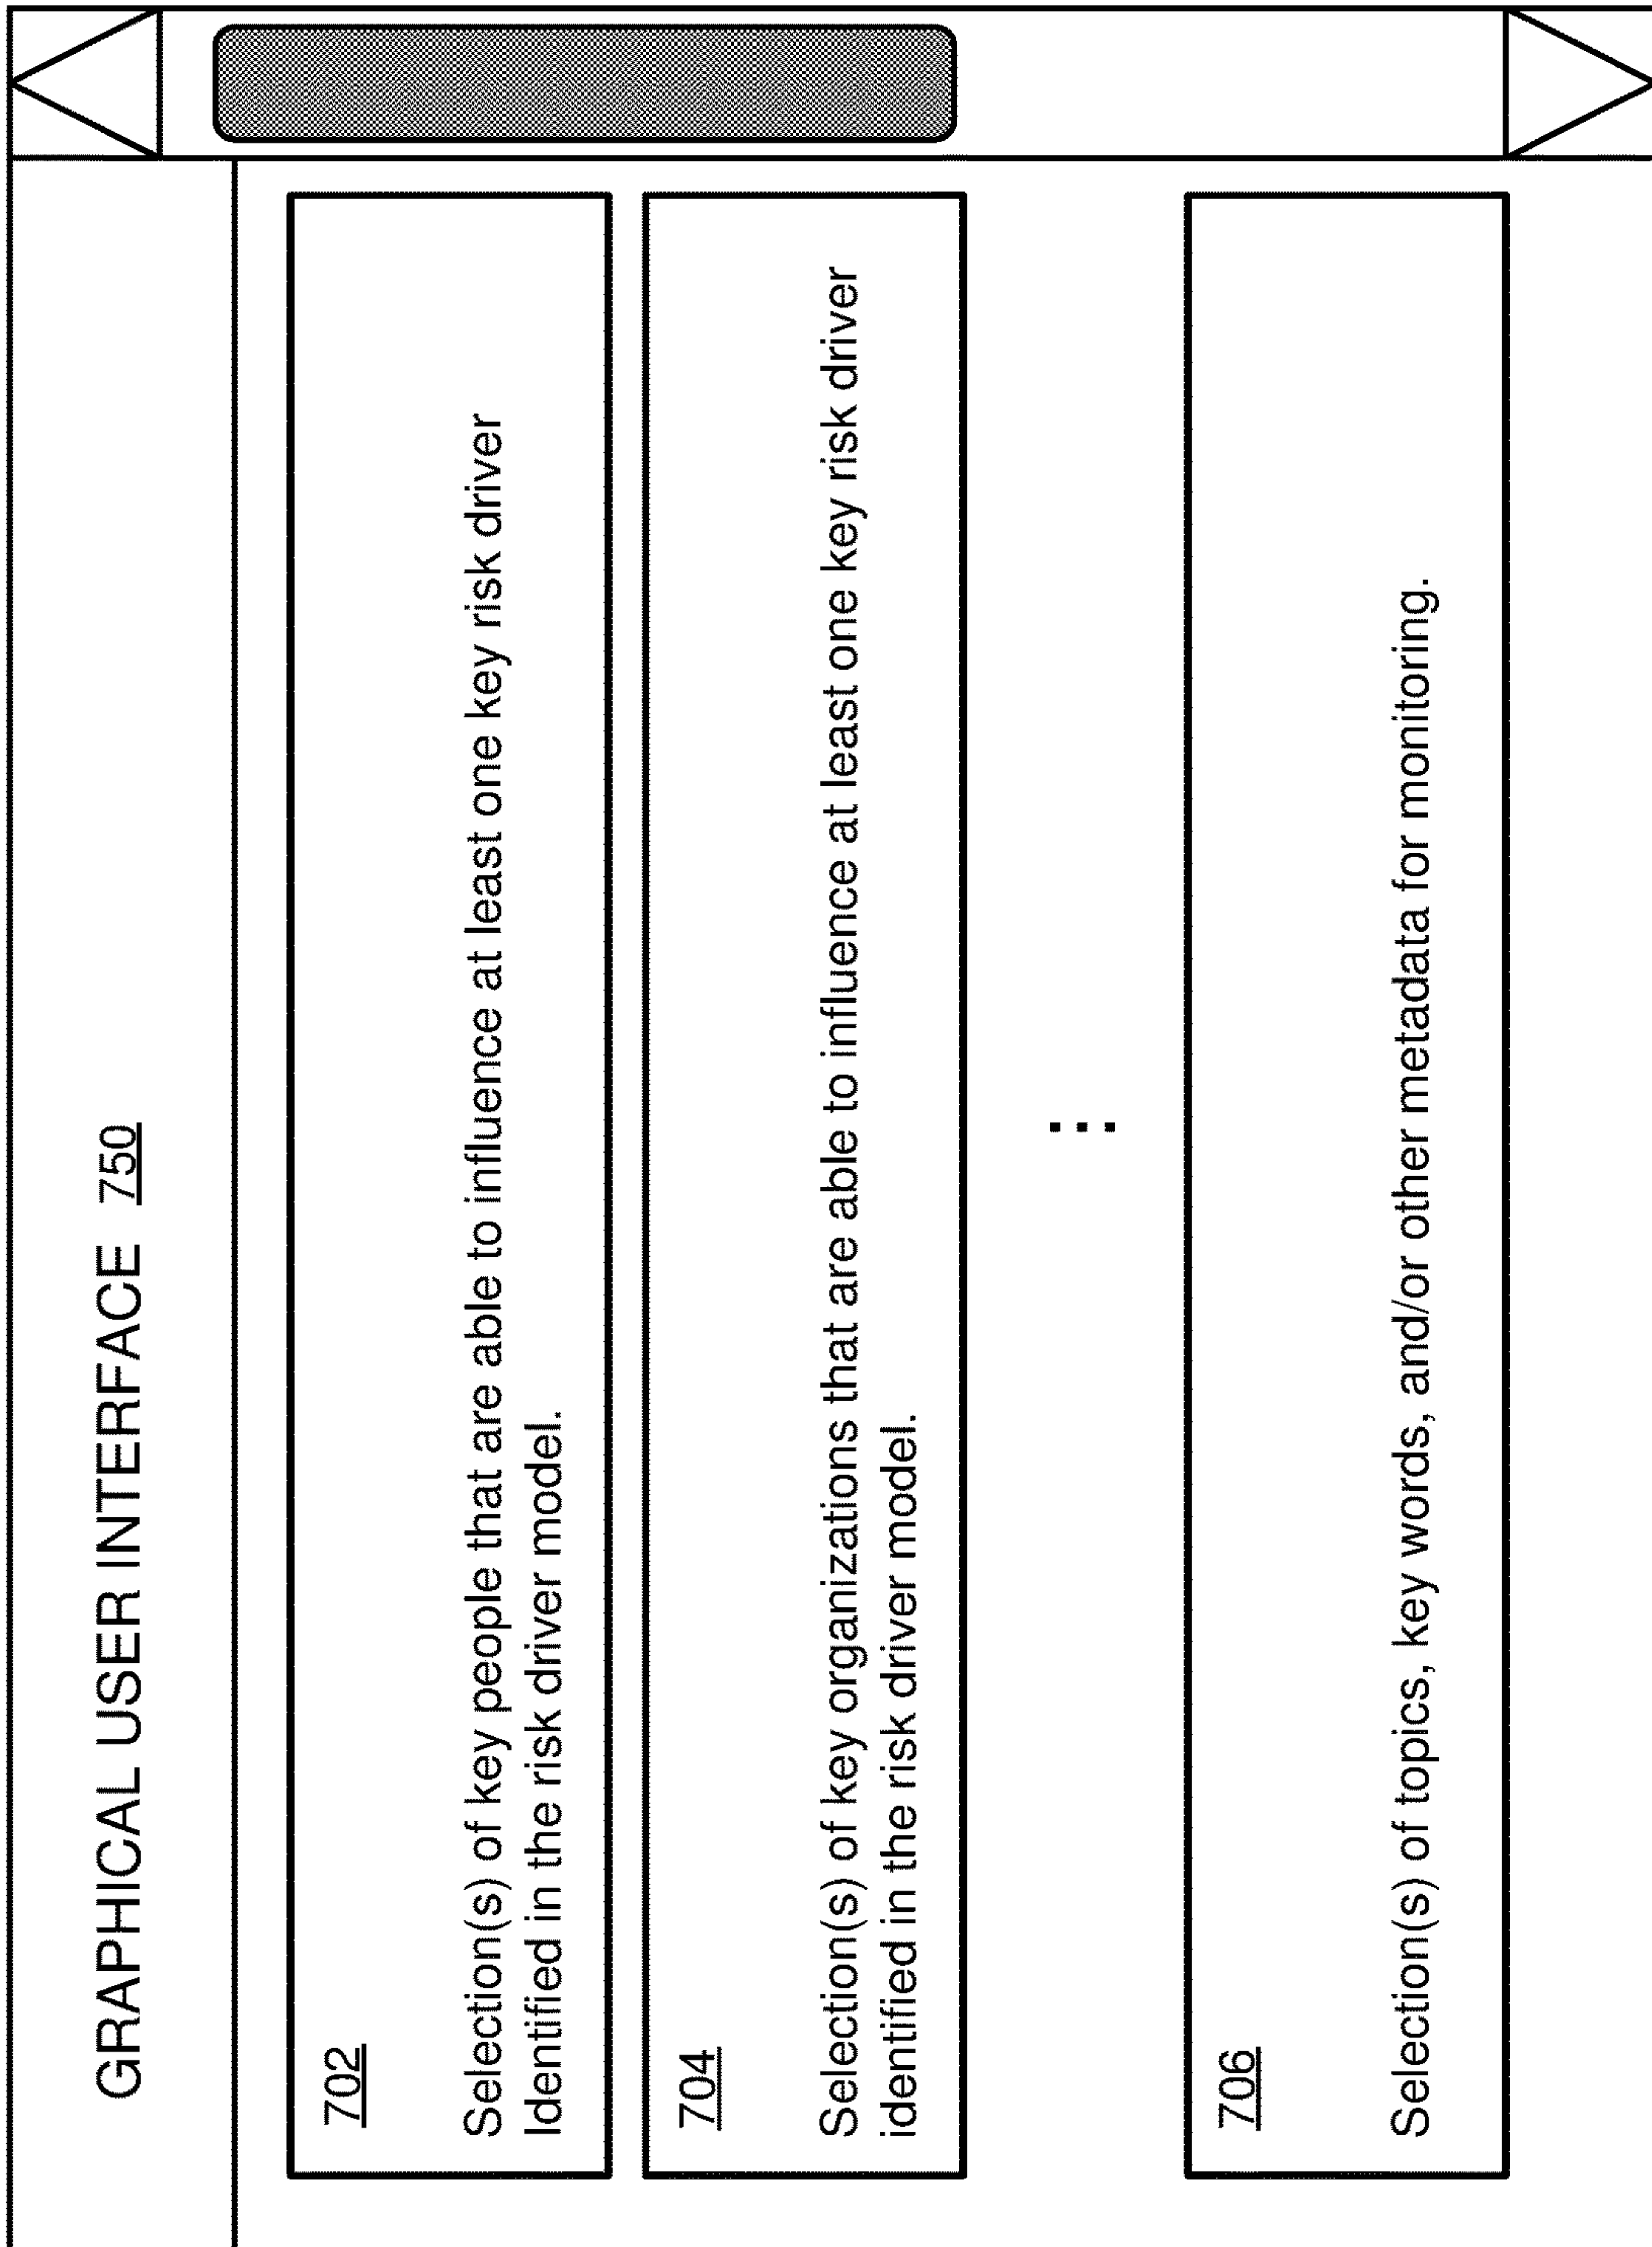 GRAPHICAL USER INTERFACE 750
702
Selection(s) of key people that are able to influence at least one key risk driver
Identified in the risk driver model.
704
Selection(s) of key organizations that are able to influence at least one key risk driver
identified in the risk driver model.
...
706
Selection(s) of topics, key words, and/or other metadata for monitoring.